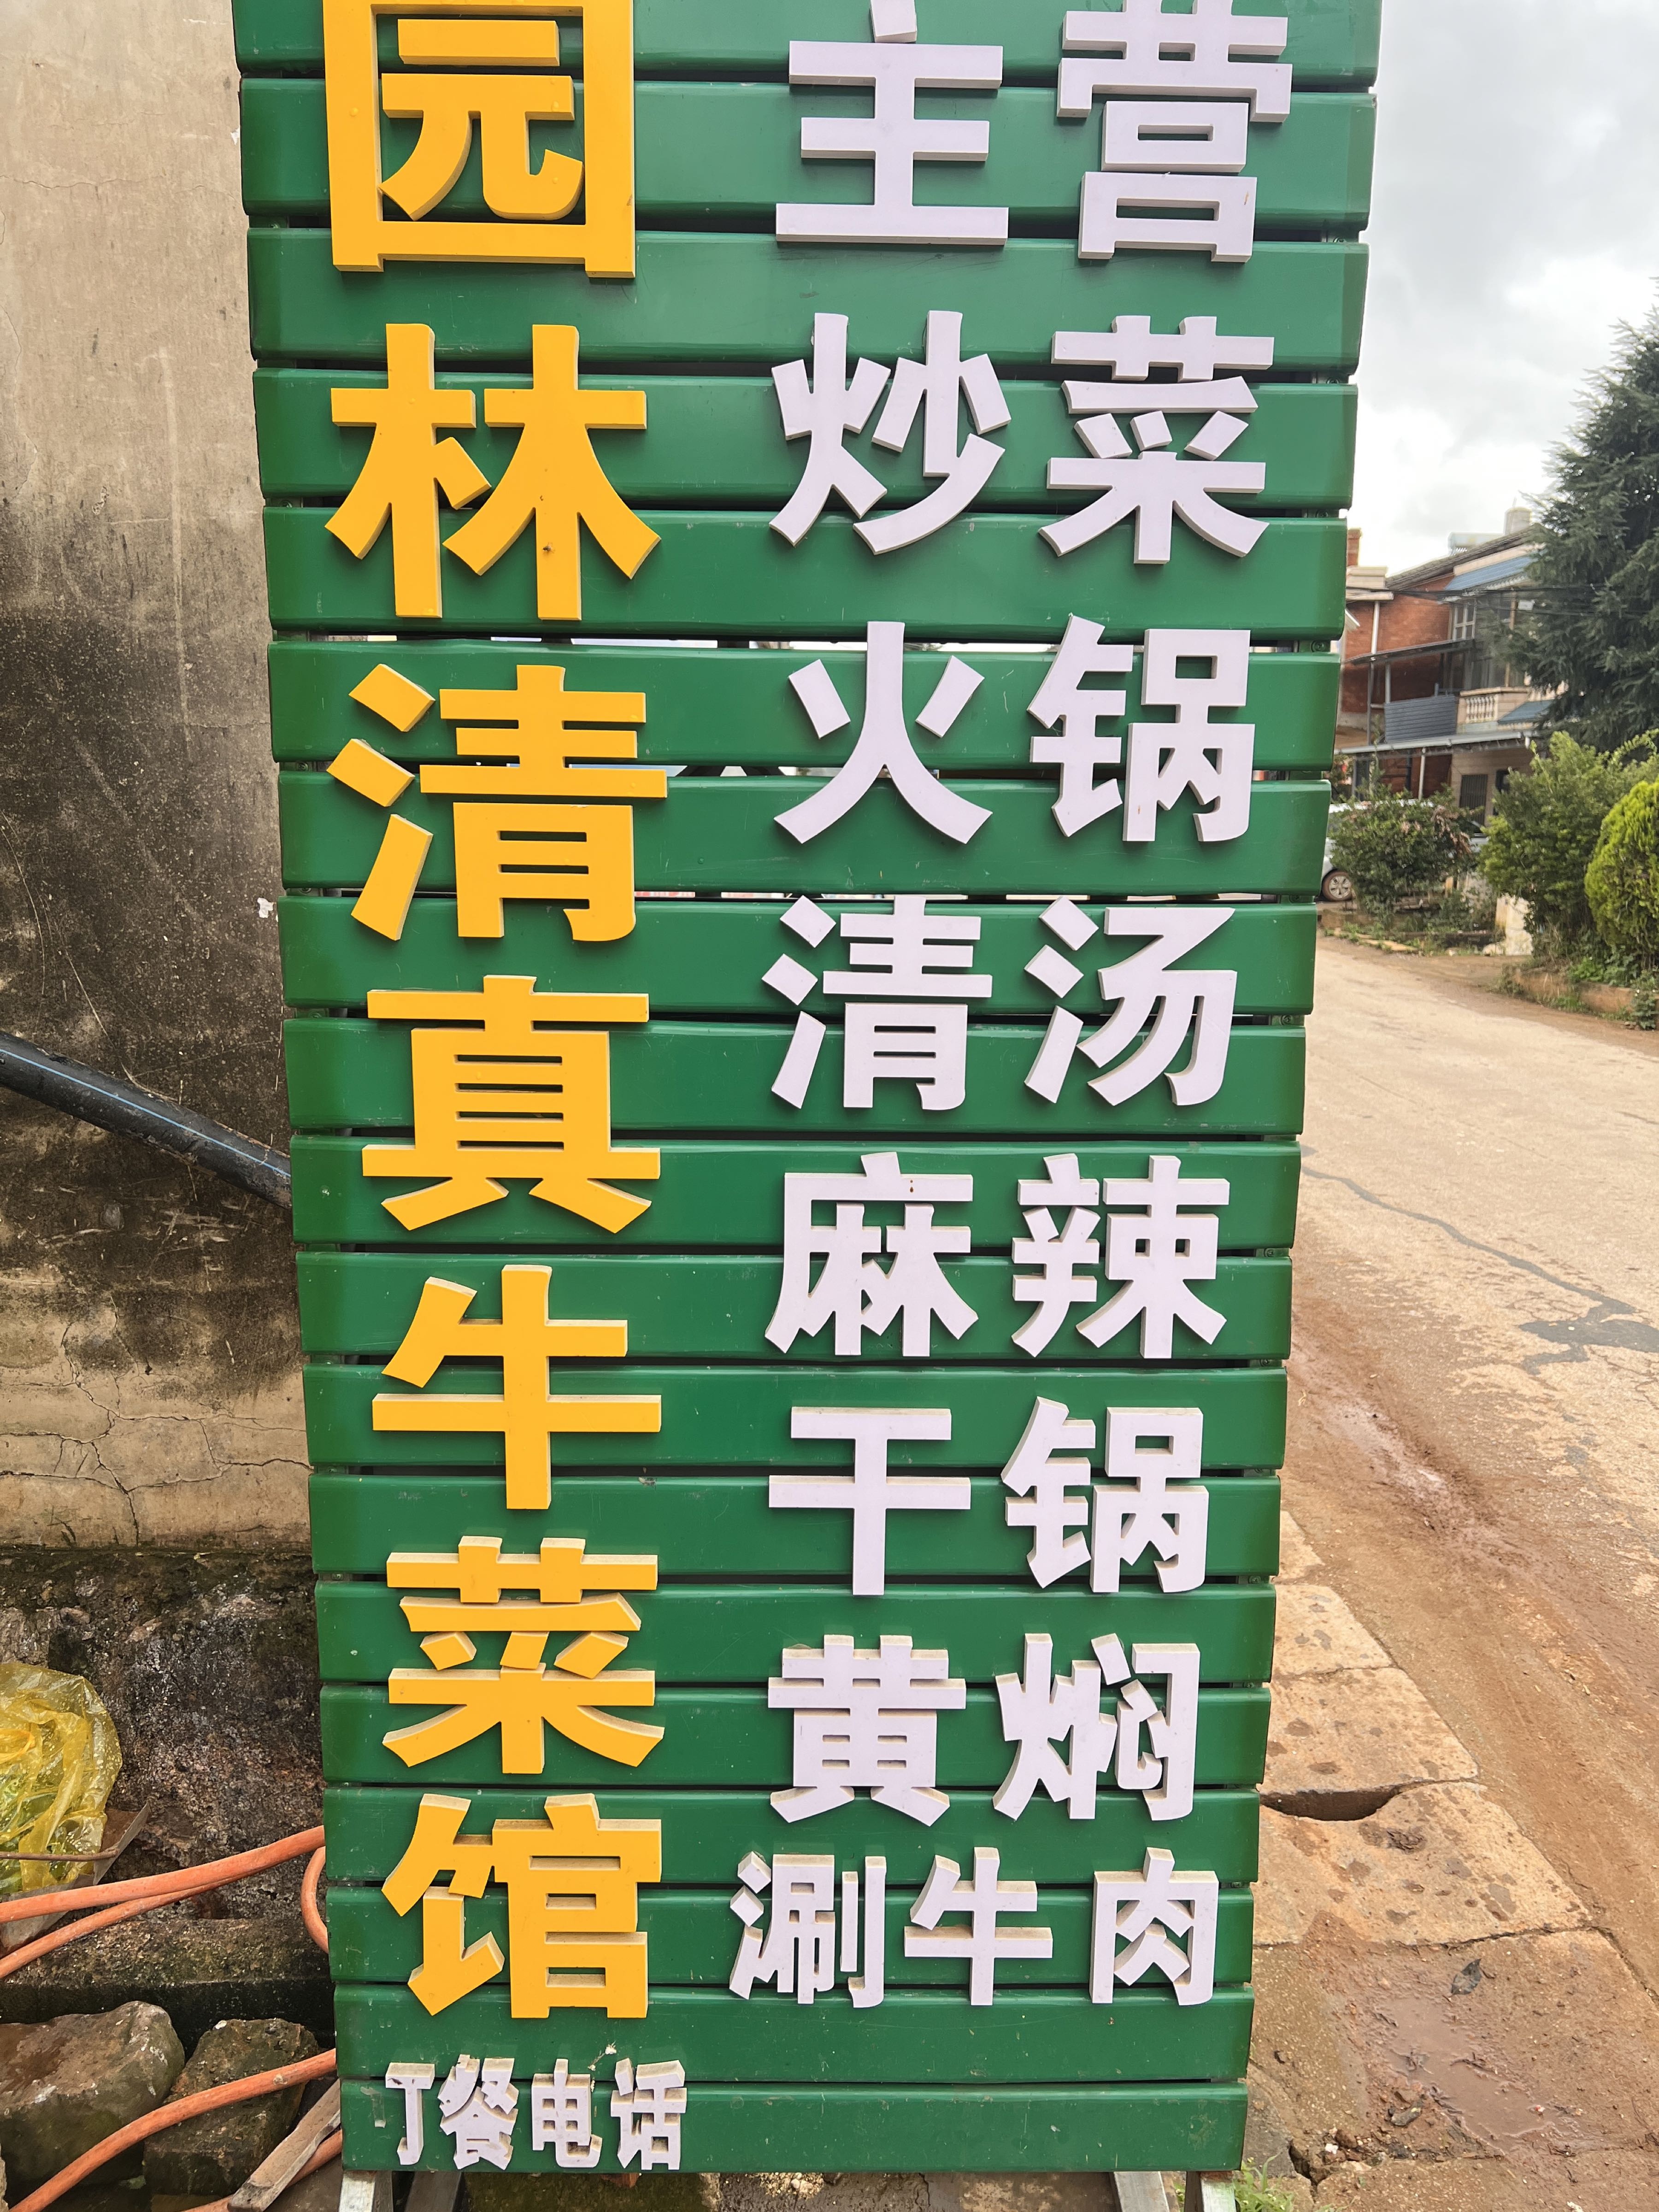 园林清真牛菜馆
主营
炒菜
火锅
清汤
麻辣
干锅
黄焖
涮牛肉
丁餐电话